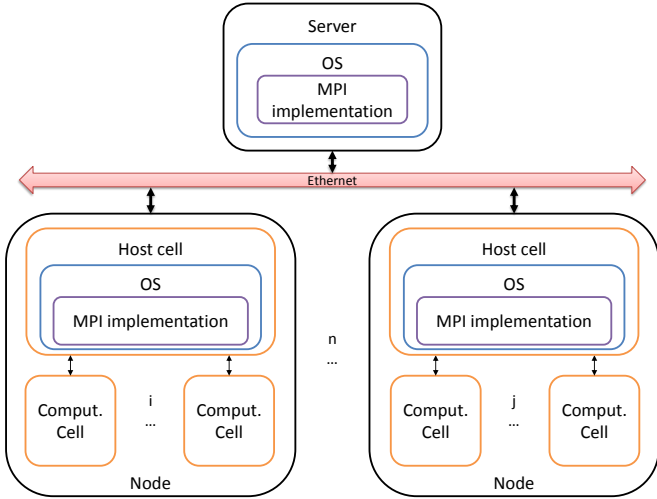 Server
OS
MPI
implementation
Ethernet
Host cell
OS
MPI implementation
Comput.
Cell
i
...
Comput.
Cell
Node
n
...
Host cell
OS
MPI implementation
Comput.
Cell
j
...
Comput.
Cell
Node